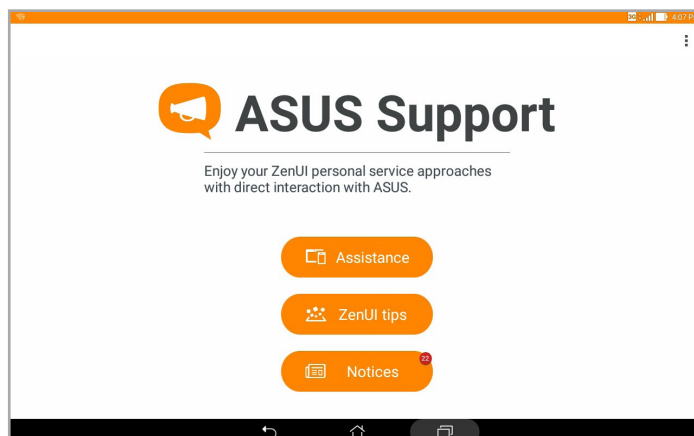 3G 4:07 P
ASUS Support
Enjoy your ZenUI personal service approaches
with direct interaction with ASUS.
Assistance
ZenUI tips
22
Notices